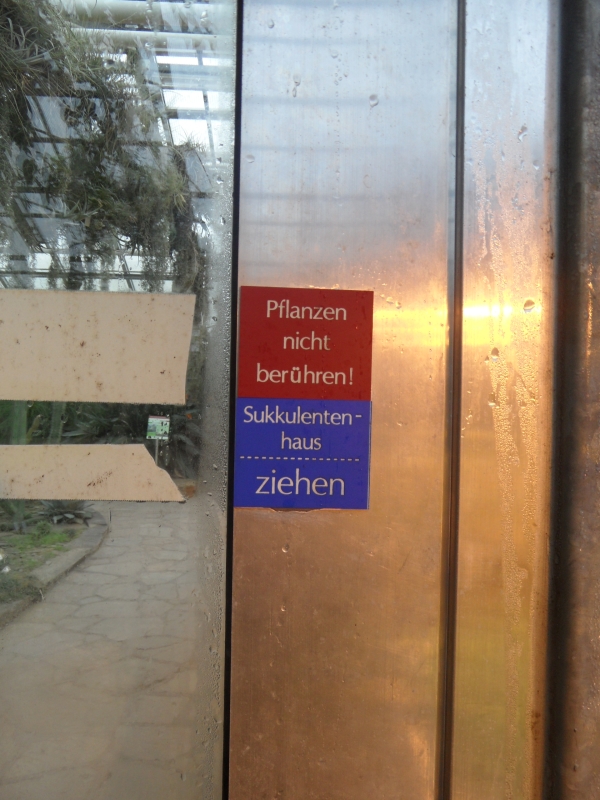 Pflanzen
nicht
berühren!
Sukkulenten-
haus
ziehen